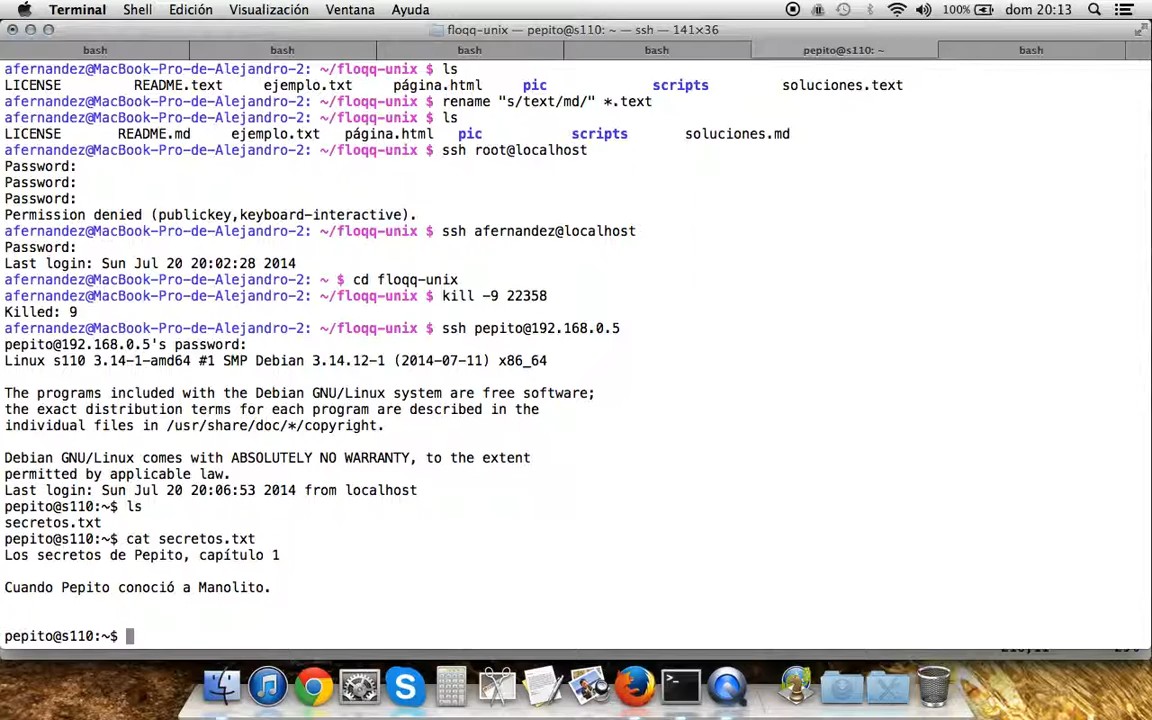 Terminal Shell Edición Visualización Ventana Ayuda 100% dom 20:13
floqq-unix — pepito@s110: ~ — ssh — 141×36
bash bash bash bash pepito@s110: ~ bash
afernandez@MacBook-Pro-de-Alejandro-2: ~/floqq-unix $ ls
LICENSE README.text ejemplo.txt página.html pic scripts soluciones.text
afernandez@MacBook-Pro-de-Alejandro-2: ~/floqq-unix $ rename "s/text/md/" *.text
afernandez@MacBook-Pro-de-Alejandro-2: ~/floqq-unix $ ls
LICENSE README.md ejemplo.txt página.html pic scripts soluciones.md
afernandez@MacBook-Pro-de-Alejandro-2: ~/floqq-unix $ ssh root@localhost
Password:
Password:
Password:
Permission denied (publickey,keyboard-interactive).
afernandez@MacBook-Pro-de-Alejandro-2: ~/floqq-unix $ ssh afernandez@localhost
Password:
Last login: Sun Jul 20 20:02:28 2014
afernandez@MacBook-Pro-de-Alejandro-2: ~ $ cd floqq-unix
afernandez@MacBook-Pro-de-Alejandro-2: ~/floqq-unix $ kill -9 22358
Killed: 9
afernandez@MacBook-Pro-de-Alejandro-2: ~/floqq-unix $ ssh pepito@192.168.0.5
pepito@192.168.0.5's password:
Linux s110 3.14-1-amd64 #1 SMP Debian 3.14.12-1 (2014-07-11) x86_64
The programs included with the Debian GNU/Linux system are free software;
the exact distribution terms for each program are described in the
individual files in /usr/share/doc/*/copyright.
Debian GNU/Linux comes with ABSOLUTELY NO WARRANTY, to the extent
permitted by applicable law.
Last login: Sun Jul 20 20:06:53 2014 from localhost
pepito@s110:~$ ls
secretos.txt
pepito@s110:~$ cat secretos.txt
Los secretos de Pepito, capítulo 1
Cuando Pepito conoció a Manolito.
pepito@s110:~$